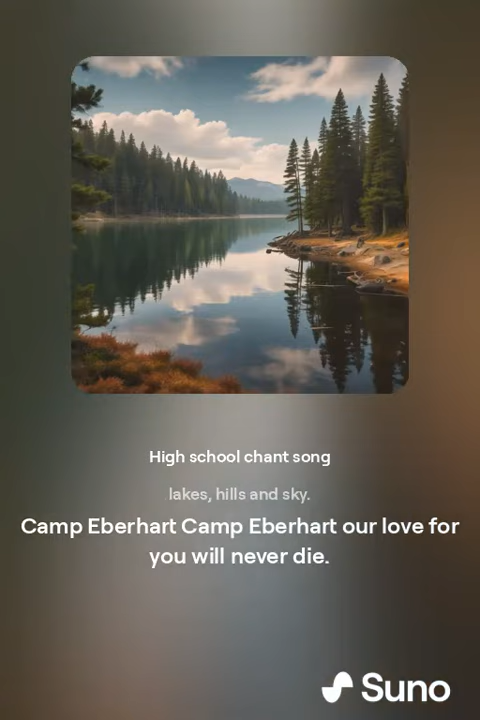 High school chant song
lakes, hills and sky.
Camp Eberhart Camp Eberhart our love for
you will never die.
Suno